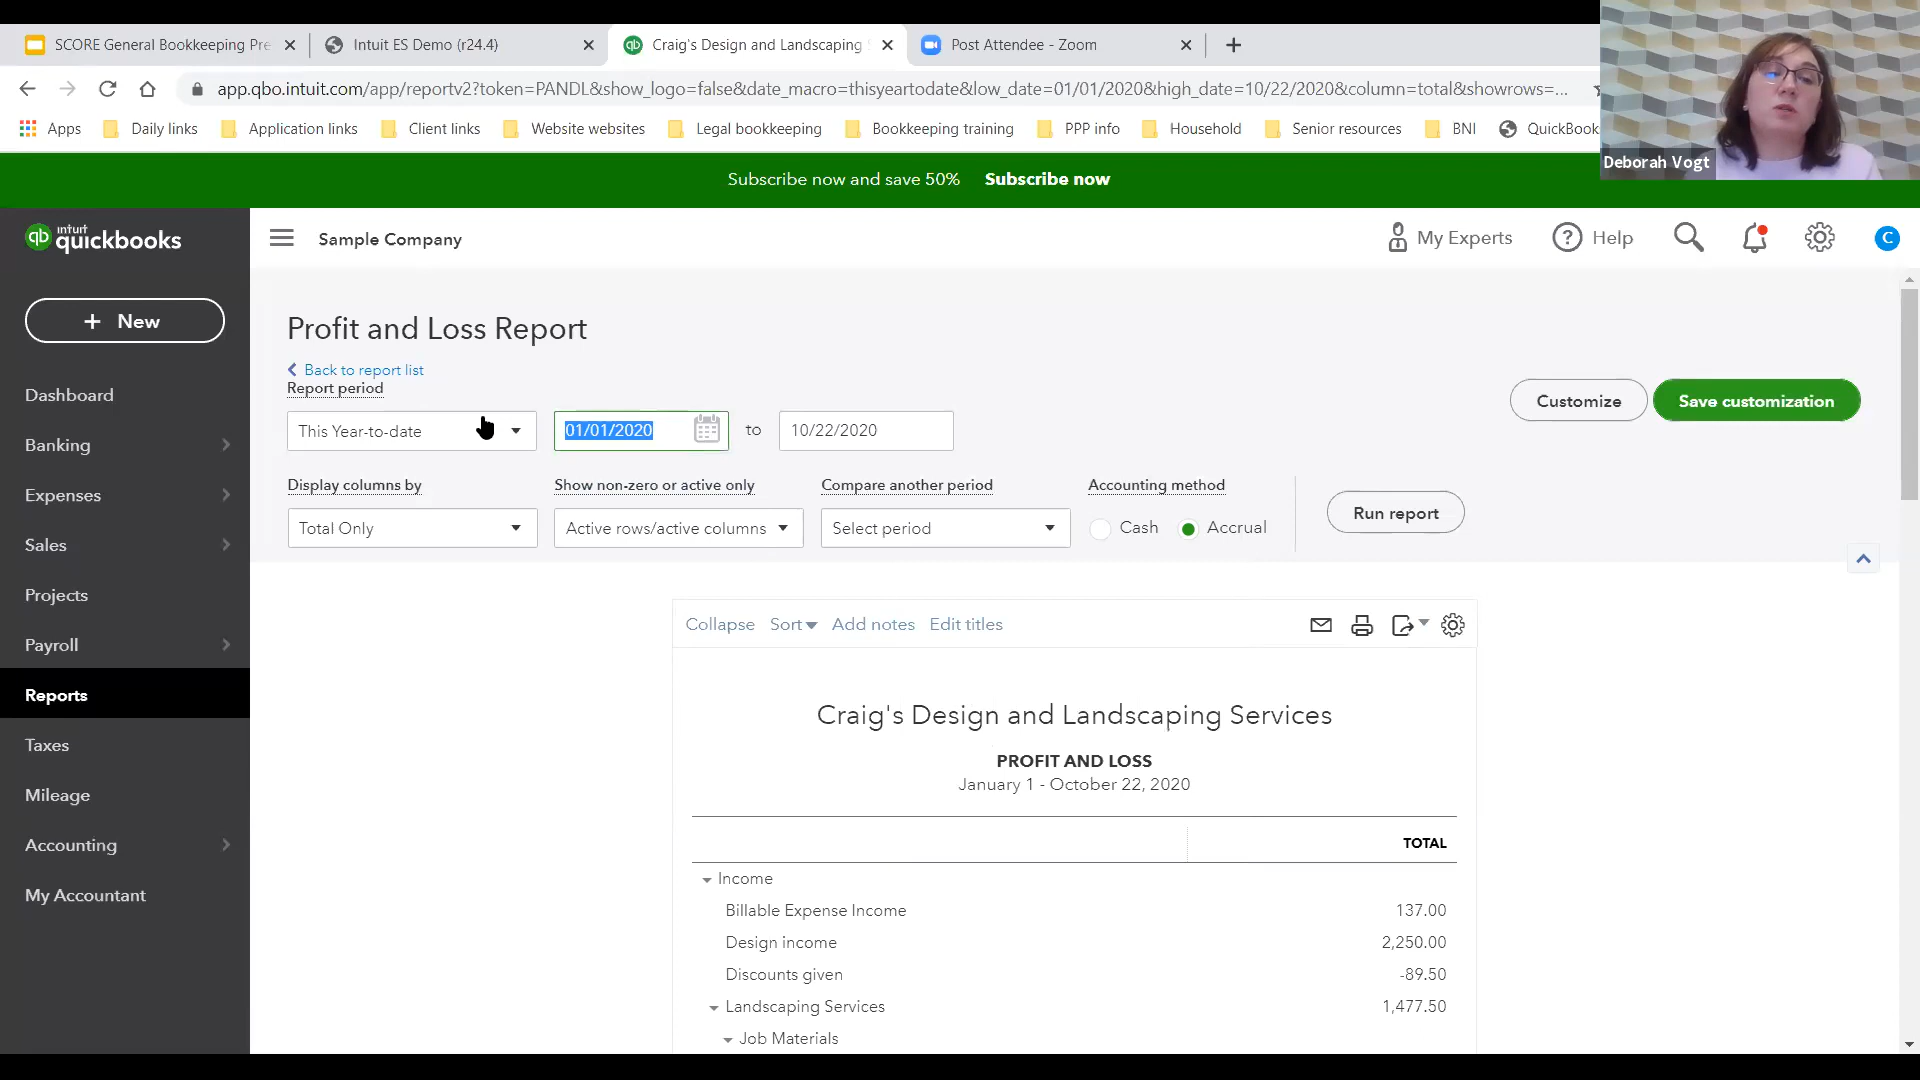 SCORE General Bookkeeping Pre
Intuit ES Demo (r24.4)
Craig's Design and Landscaping S
Post Attendee - Zoom
app.qbo.intuit.com/app/reportv2?token=PANDL&show_logo=false&date_macro=thisyeartodate&low_date=01/01/2020&high_date=10/22/2020&column=total&showrows=...
Apps
Daily links
Application links
Client links
Website websites
Legal bookkeeping
Bookkeeping training
PPP info
Household
Senior resources
BNI
QuickBook
Deborah Vogt
Subscribe now and save 50% Subscribe now
qb intuit quickbooks
Sample Company
My Experts
Help
C
+ New
Dashboard
Banking
Expenses
Sales
Projects
Payroll
Reports
Taxes
Mileage
Accounting
My Accountant
Profit and Loss Report
Back to report list
Report period
This Year-to-date
01/01/2020 to 10/22/2020
Customize
Save customization
Display columns by
Show non-zero or active only
Compare another period
Accounting method
Total Only
Active rows/active columns
Select period
Cash
Accrual
Run report
Collapse
Sort
Add notes
Edit titles
Craig's Design and Landscaping Services
PROFIT AND LOSS
January 1 - October 22, 2020
TOTAL
Income
Billable Expense Income 137.00
Design income 2,250.00
Discounts given -89.50
Landscaping Services 1,477.50
Job Materials